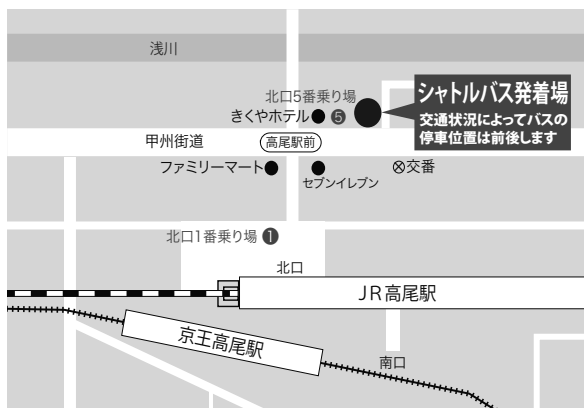 浅川
北口5番乗り場
シャトルバス発着場
きくやホテル ❺
交通状況によってバスの
停車位置は前後します
甲州街道
高尾駅前
ファミリーマート
セブンイレブン
交番
北口1番乗り場 ❶
北口
JR高尾駅
京王高尾駅
南口